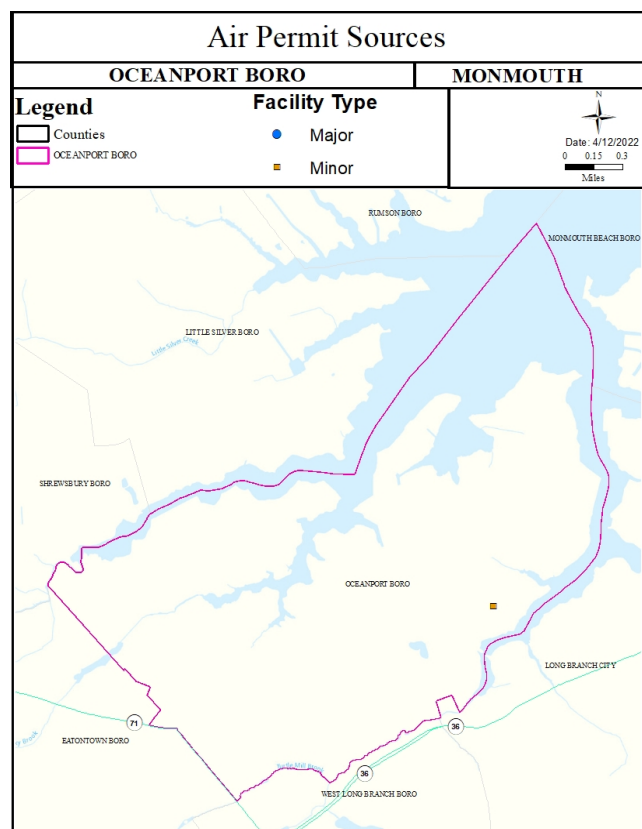 Air Permit Sources
OCEANPORT BORO
MONMOUTH
Legend
Counties
OCEANPORT BORO
Facility Type
Major
Minor
N
Date: 4/12/2022
0 0.15 0.3
Miles
RUMSON BORO
MONMOUTH BEACH BORO
LITTLE SILVER BORO
Little Silver Creek
SHREWSBURY BORO
OCEANPORT BORO
LONG BRANCH CITY
71
36
EATONTOWN BORO
Brook
36
WEST LONG BRANCH BORO